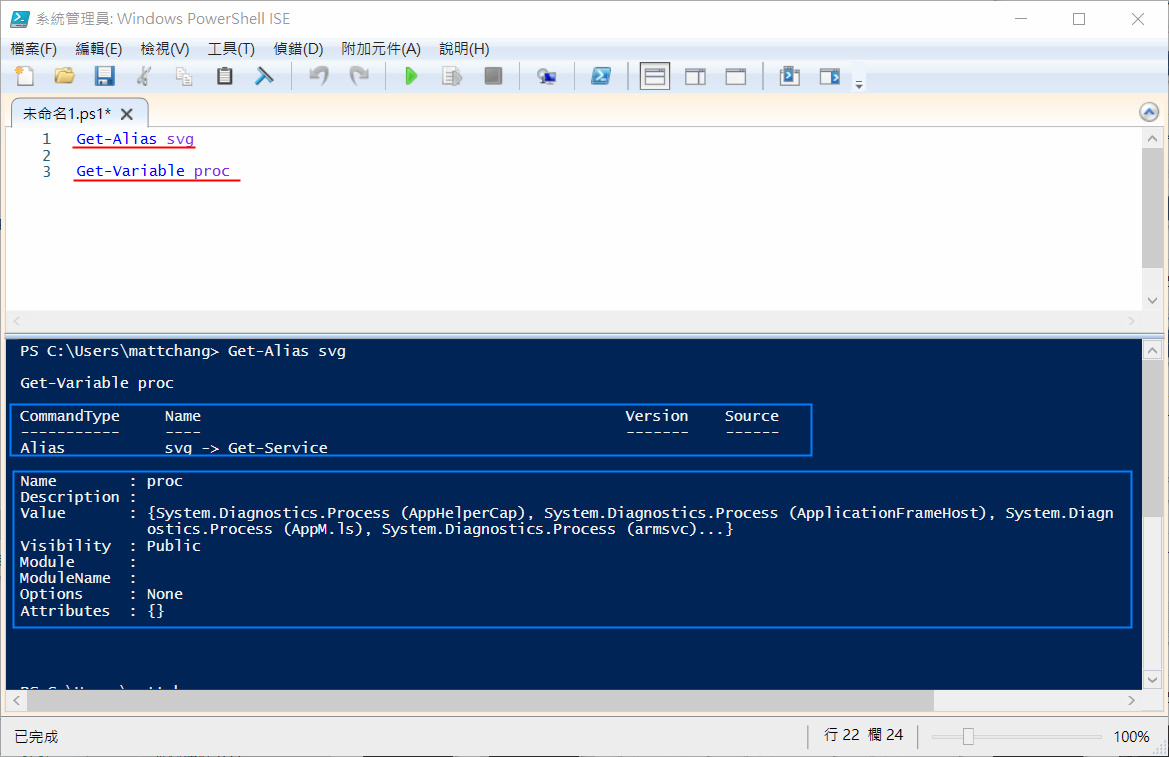 系統管理員: Windows PowerShell ISE
檔案(F) 編輯(E) 檢視(V) 工具(T) 偵錯(D) 附加元件(A) 說明(H)
未命名1.ps1*
1 Get-Alias svg
2
3 Get-Variable proc
PS C:\Users\mattchang> Get-Alias svg
Get-Variable proc
CommandType Name Version Source
----------- ---- ------- ------
Alias svg -> Get-Service
Name : proc
Description :
Value : {System.Diagnostics.Process (AppHelperCap), System.Diagnostics.Process (ApplicationFrameHost), System.Diagn
ostics.Process (AppM.ls), System.Diagnostics.Process (armsvc)...}
Visibility : Public
Module :
ModuleName :
Options : None
Attributes : {}
已完成 行 22 欄 24 100%